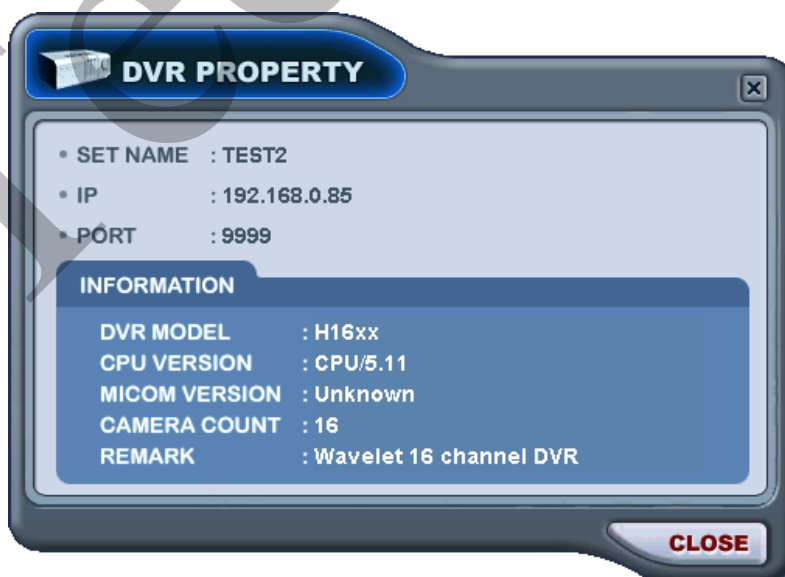 DVR PROPERTY
• SET NAME : TEST2
• IP : 192.168.0.85
• PORT : 9999
INFORMATION
DVR MODEL : H16xx
CPU VERSION : CPU/5.11
MICOM VERSION : Unknown
CAMERA COUNT : 16
REMARK : Wavelet 16 channel DVR
CLOSE